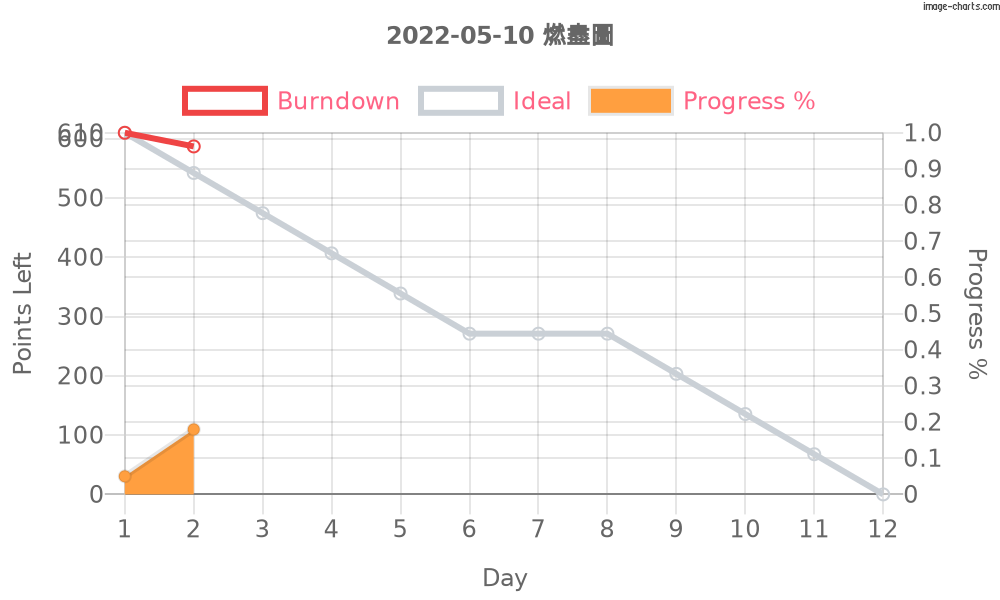 image-charts.com
2022-05-10 燃盡圖
Burndown Ideal Progress %
610
600
500
400
300
200
100
0
Points Left
1.0
0.9
0.8
0.7
0.6
0.5
0.4
0.3
0.2
0.1
0
Progress %
1 2 3 4 5 6 7 8 9 10 11 12
Day